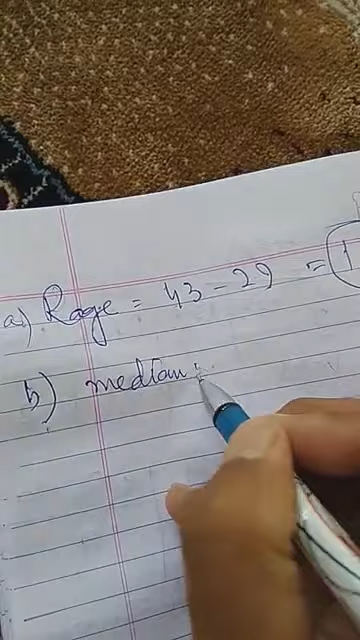 a) Rage = 43 - 29 =
b) median: